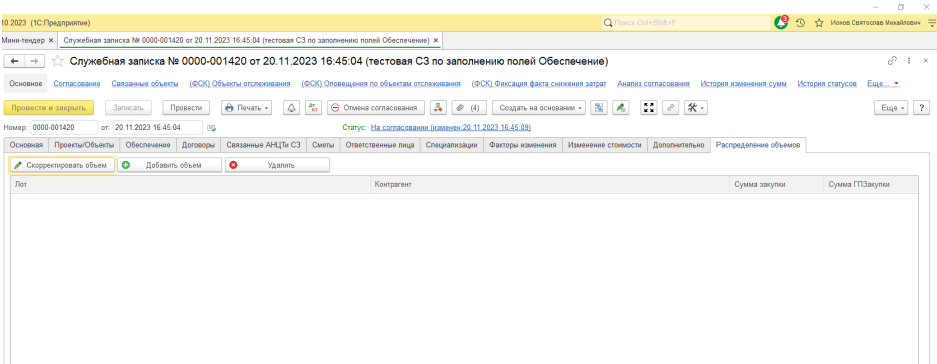 10.2023 (1С:Предприятие) Поиск Ctrl+Shift+F 3 Ионов Святослав Михайлович
Мини-тендер × Служебная записка № 0000-001420 от 20.11.2023 16:45:04 (тестовая СЗ по заполнению полей Обеспечение) ×
Служебная записка № 0000-001420 от 20.11.2023 16:45:04 (тестовая СЗ по заполнению полей Обеспечение)
Основное Согласование Связанные объекты (ФСК) Объекты отслеживания (ФСК) Оповещения по объектам отслеживания (ФСК) Фиксация факта снижения затрат Анализ согласования История изменения сумм История статусов Еще...
Провести и закрыть Записать Провести Печать Дт Кт Отмена согласования (4) Создать на основании Еще ?
Номер: 0000-001420 от: 20.11.2023 16:45:04 Статус: На согласовании (изменен:20.11.2023 16:45:09)
Основная Проекты/Объекты Обеспечение Договоры Связанные АНЦТи СЗ Сметы Ответственные лица Специализации Факторы изменения Изменение стоимости Дополнительно Распределение объемов
Скорректировать объем Добавить объем Удалить
Лот Контрагент Сумма закупки Сумма ГПЗакупки